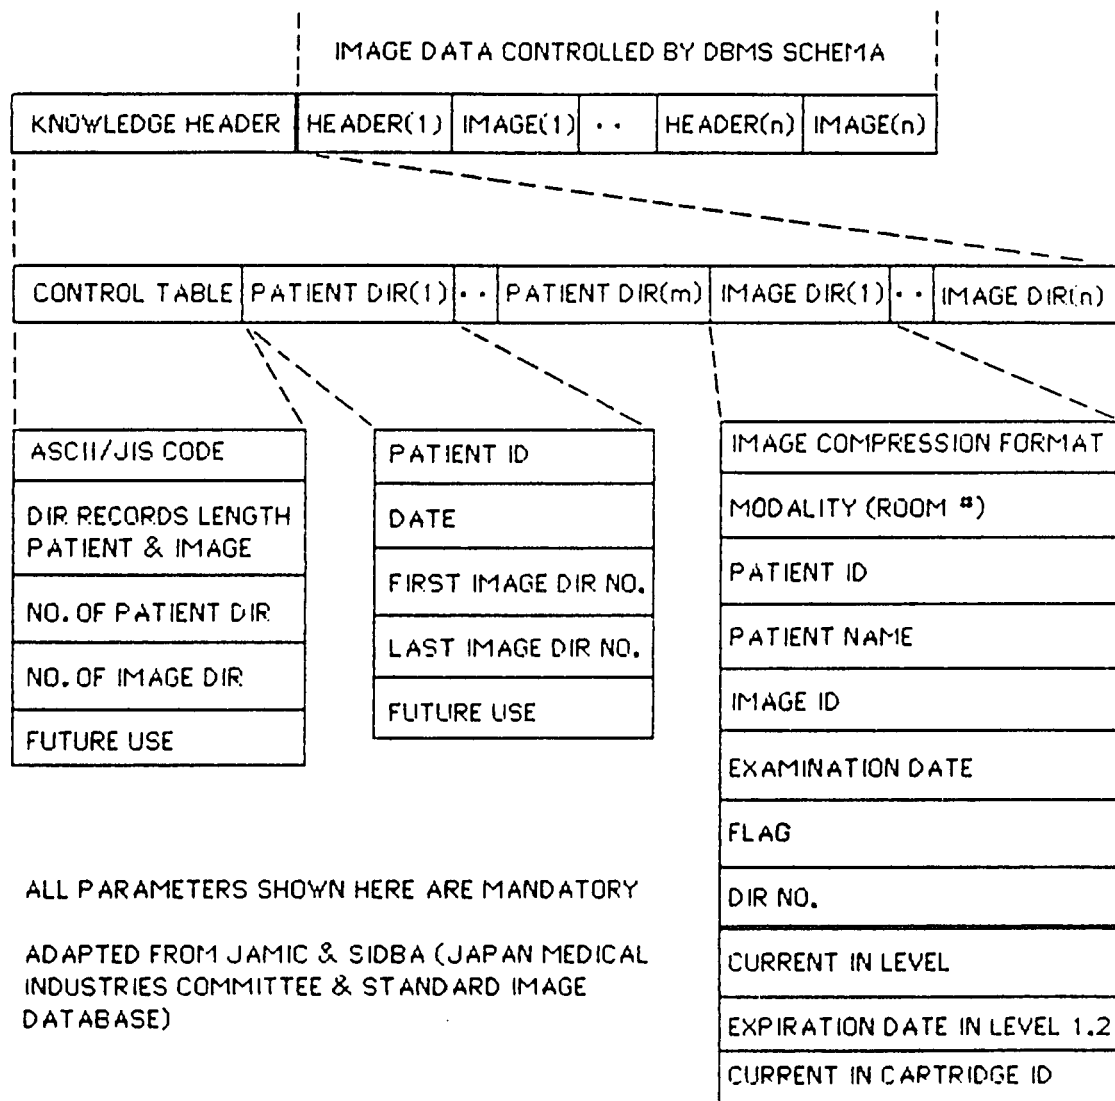 IMAGE DATA CONTROLLED BY DBMS SCHEMA
KNOWLEDGE HEADER HEADER(1) IMAGE(1) .. HEADER(n) IMAGE(n)
CONTROL TABLE PATIENT DIR(1) .. PATIENT DIR(m) IMAGE DIR(1) .. IMAGE DIR(n)
ASCII/JIS CODE
DIR RECORDS LENGTH
PATIENT & IMAGE
NO. OF PATIENT DIR
NO. OF IMAGE DIR
FUTURE USE
PATIENT ID
DATE
FIRST IMAGE DIR NO.
LAST IMAGE DIR NO.
FUTURE USE
IMAGE COMPRESSION FORMAT
MODALITY (ROOM #)
PATIENT ID
PATIENT NAME
IMAGE ID
EXAMINATION DATE
FLAG
DIR NO.
CURRENT IN LEVEL
EXPIRATION DATE IN LEVEL 1.2
CURRENT IN CARTRIDGE ID
ALL PARAMETERS SHOWN HERE ARE MANDATORY
ADAPTED FROM JAMIC & SIDBA (JAPAN MEDICAL
INDUSTRIES COMMITTEE & STANDARD IMAGE
DATABASE)